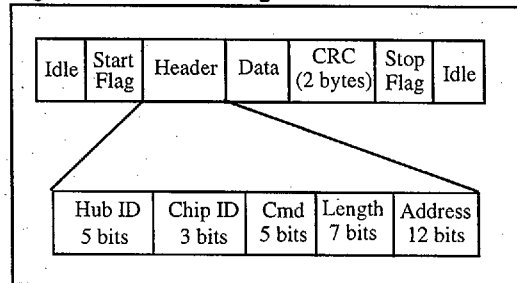 Idle
Start
Flag
Header
Data
CRC
(2 bytes)
Stop
Flag
Idle
Hub ID
5 bits
Chip ID
3 bits
Cmd
5 bits
Length
7 bits
Address
12 bits